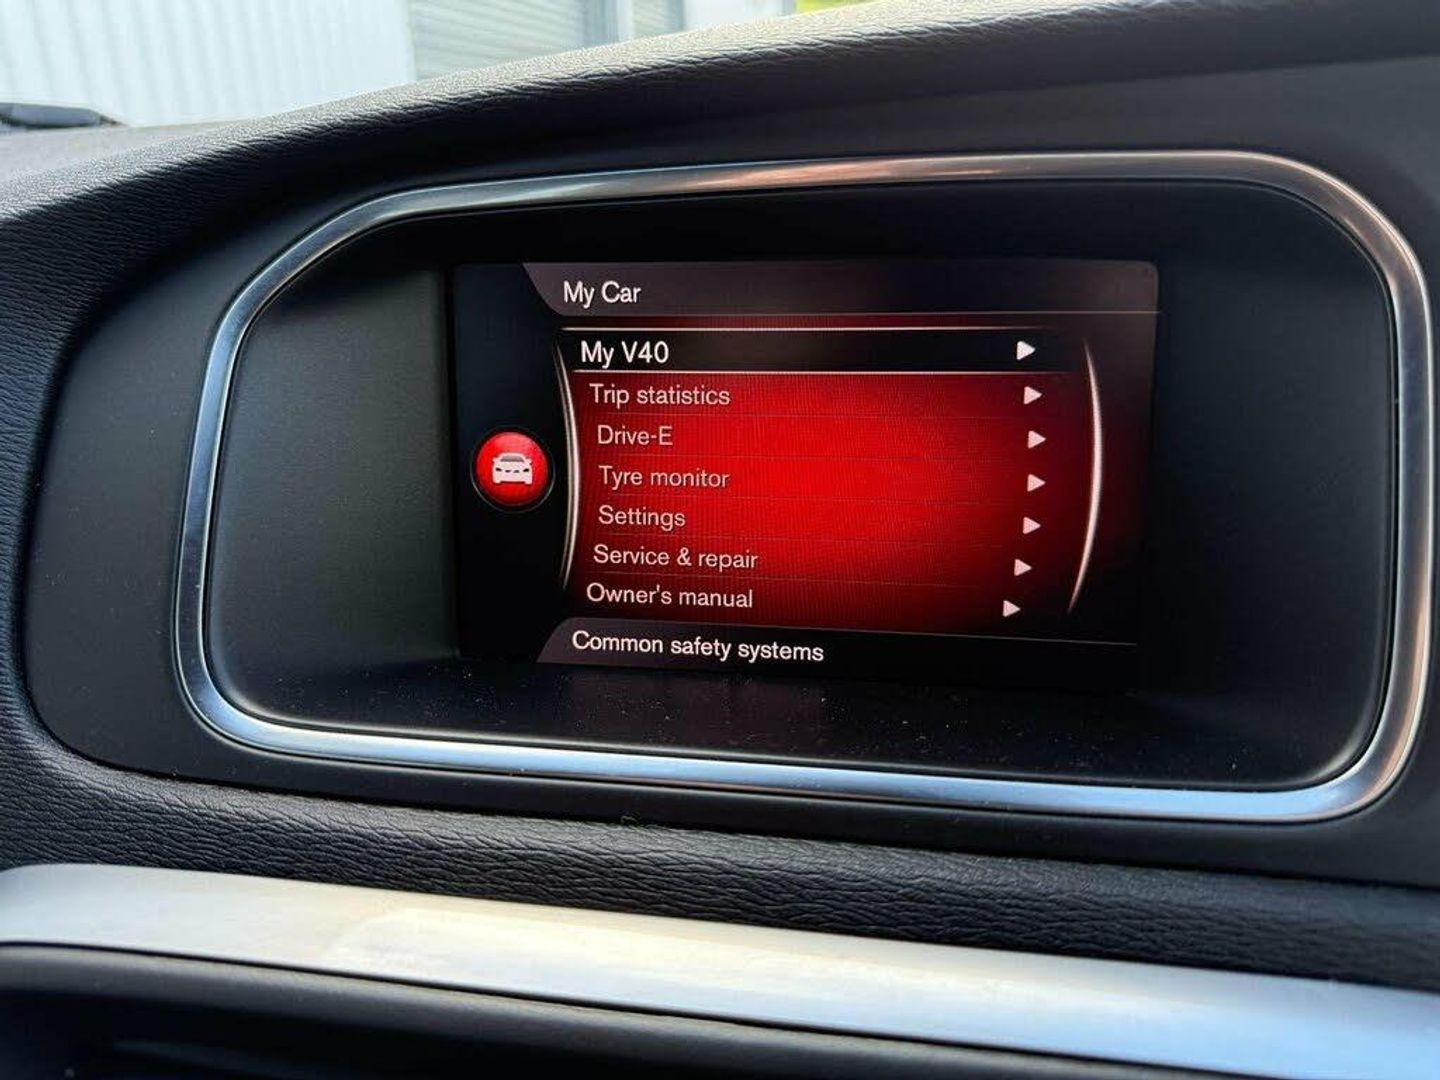 My Car
My V40
Trip statistics
Drive-E
Tyre monitor
Settings
Service & repair
Owner's manual
Common safety systems